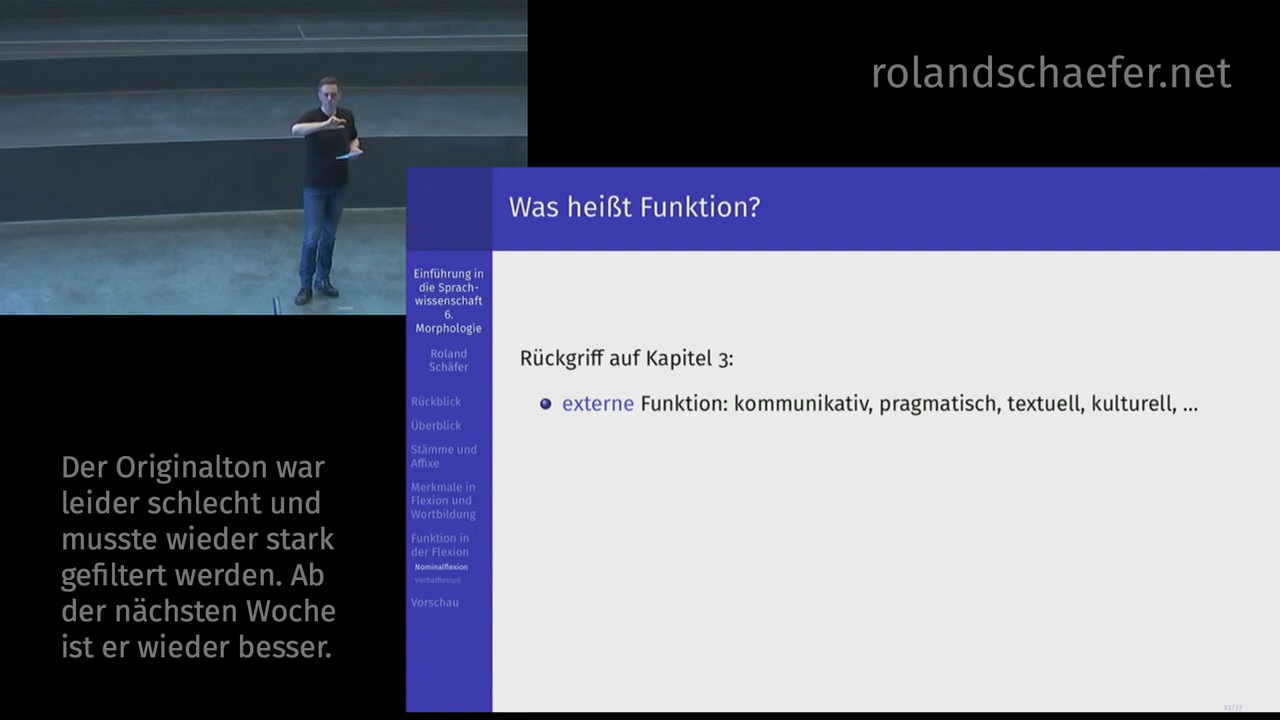 rolandschaefer.net
Was heißt Funktion?
Einführung in
die Sprach-
wissenschaft
6.
Morphologie
Roland
Schäfer
Rückblick
Überblick
Stämme und
Affixe
Merkmale in
Flexion und
Wortbildung
Funktion in
der Flexion
Nominalflexion
Verbalflexion
Vorschau
Rückgriff auf Kapitel 3:
externe Funktion: kommunikativ, pragmatisch, textuell, kulturell, ...
Der Originalton war
leider schlecht und
musste wieder stark
gefiltert werden. Ab
der nächsten Woche
ist er wieder besser.